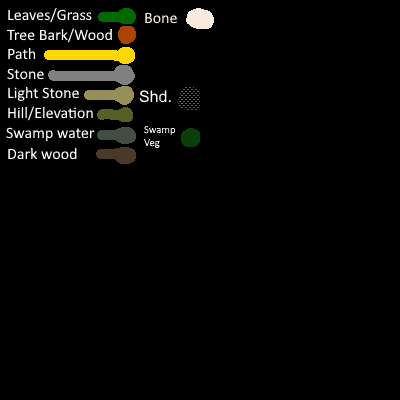 Leaves/Grass
Bone
Tree Bark/Wood
Path
Stone
Light Stone
Shd.
Hill/Elevation
Swamp water
Swamp
Veg
Dark wood